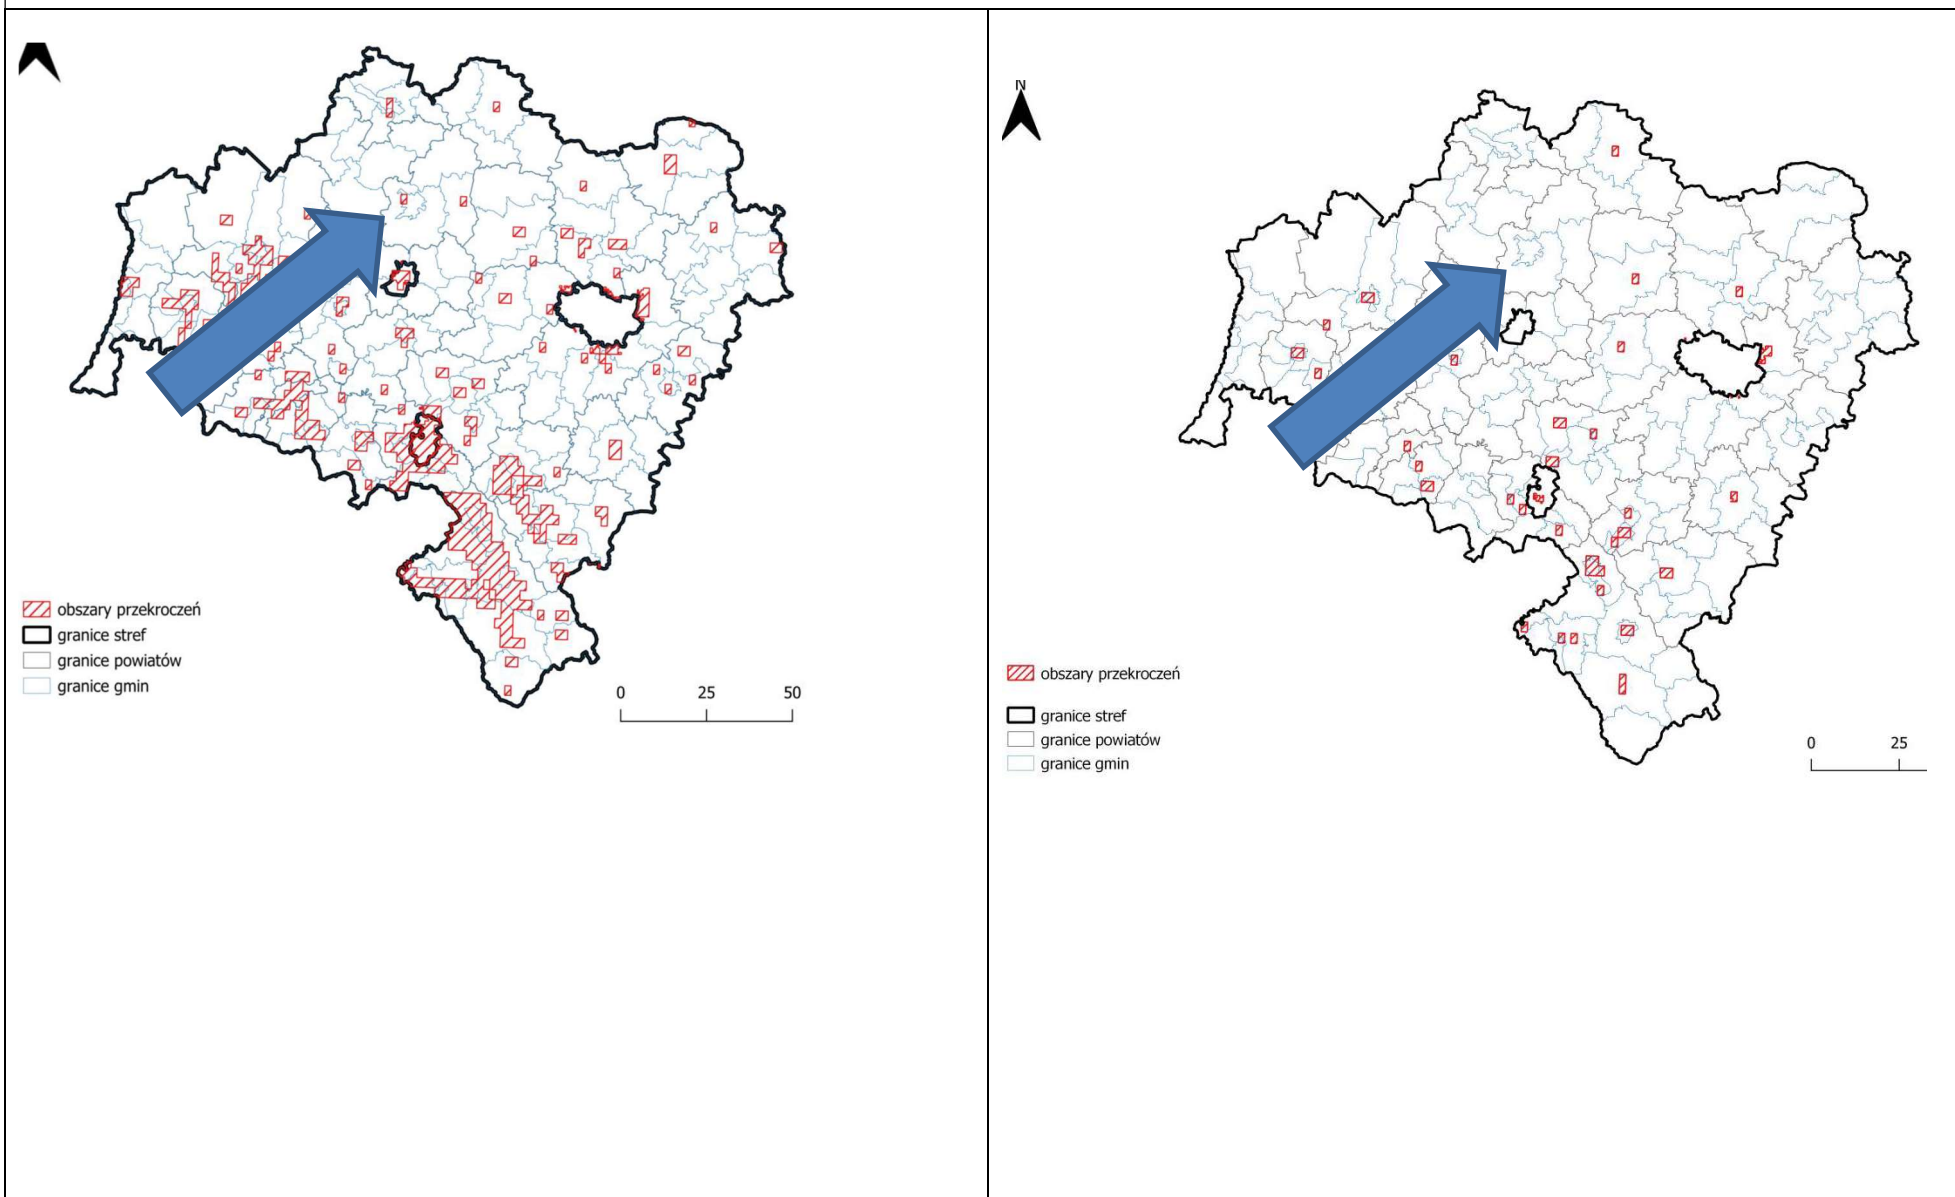 obszary przekroczeń
granice stref
granice powiatów
granice gmin
0 25 50
N
obszary przekroczeń
granice stref
granice powiatów
granice gmin
0 25